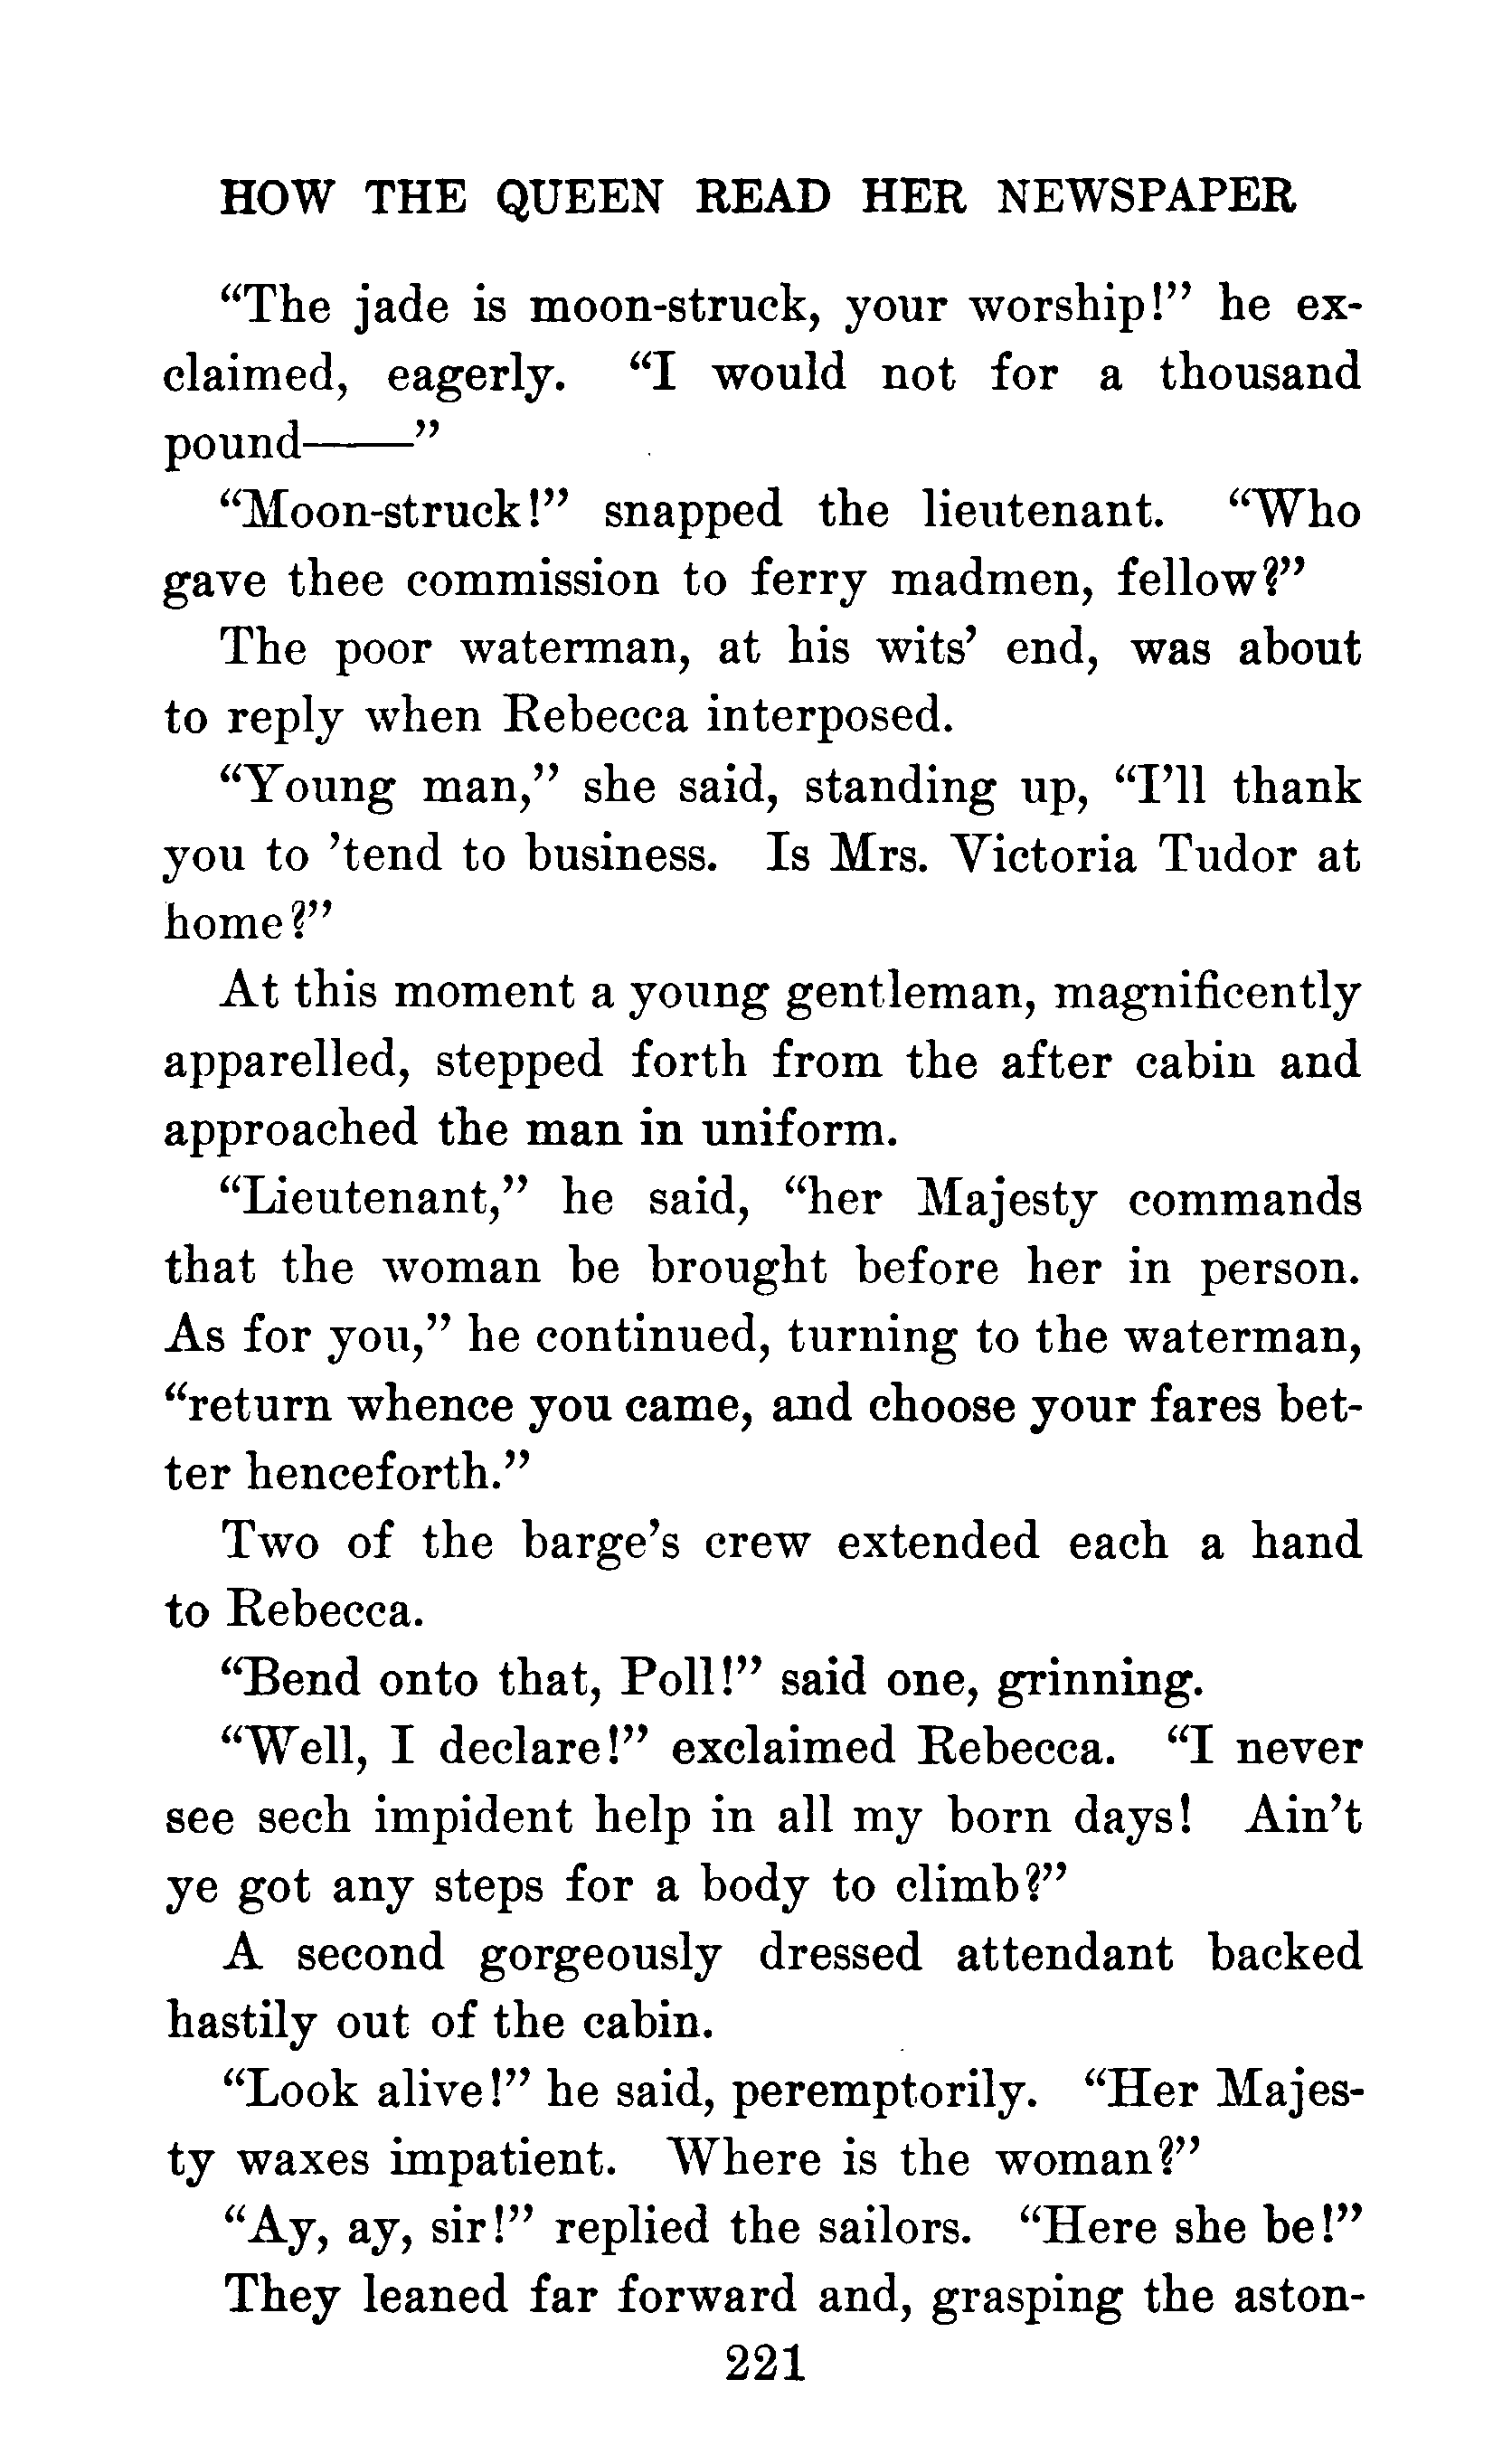 HOW THE QUEEN READ HER NEWSPAPER
“The jade is moon-struck, your worship!” he ex-
claimed, eagerly. “I would not for a thousand
pound——”
“Moon-struck!” snapped the lieutenant. “Who
gave thee commission to ferry madmen, fellow?”
The poor waterman, at his wits’ end, was about
to reply when Rebecca interposed.
“Young man,” she said, standing up, “I’ll thank
you to ’tend to business. Is Mrs. Victoria Tudor at
home?”
At this moment a young gentleman, magnificently
apparelled, stepped forth from the after cabin and
approached the man in uniform.
“Lieutenant,” he said, “her Majesty commands
that the woman be brought before her in person.
As for you,” he continued, turning to the waterman,
“return whence you came, and choose your fares bet-
ter henceforth.”
Two of the barge’s crew extended each a hand
to Rebecca.
“Bend onto that, Poll!” said one, grinning.
“Well, I declare!” exclaimed Rebecca. “I never
see sech impident help in all my born days! Ain’t
ye got any steps for a body to climb?”
A second gorgeously dressed attendant backed
hastily out of the cabin.
“Look alive!” he said, peremptorily. “Her Majes-
ty waxes impatient. Where is the woman?”
“Ay, ay, sir!” replied the sailors. “Here she be!”
They leaned far forward and, grasping the aston-
221